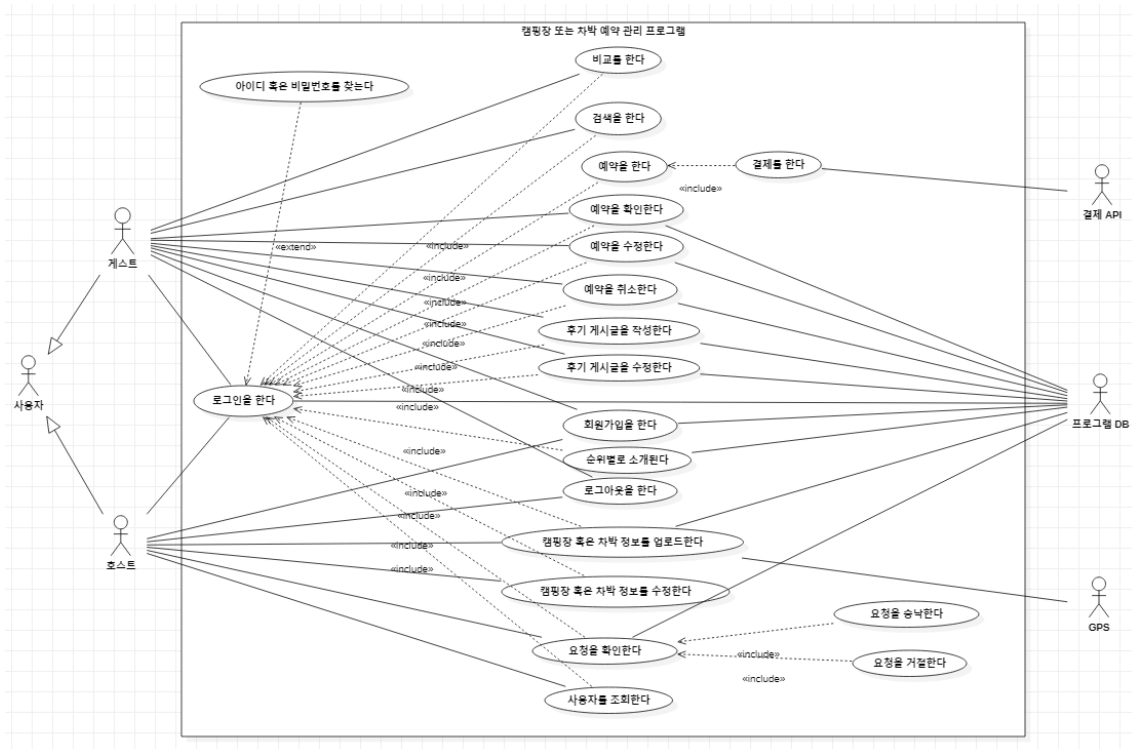 캠핑장 또는 차박 예약 관리 프로그램
비교를 한다
아이디 혹은 비밀번호를 찾는다
검색을 한다
예약을 한다
결제를 한다
«include»
결제 API
예약을 확인한다
게스트
«extend»
«include»
예약을 수정한다
«include»
예약을 취소한다
«include»
«include»
후기 게시글을 작성한다
«include»
«include»
후기 게시글을 수정한다
«include»
사용자
로그인을 한다
«include»
회원가입을 한다
프로그램 DB
«include»
순위별로 소개된다
«include»
로그아웃을 한다
«include»
캠핑장 혹은 차박 정보를 업로드한다
«include»
호스트
«include»
캠핑장 혹은 차박 정보를 수정한다
요청을 승낙한다
GPS
요청을 확인한다
«include»
요청을 거절한다
«include»
사용자를 조회한다